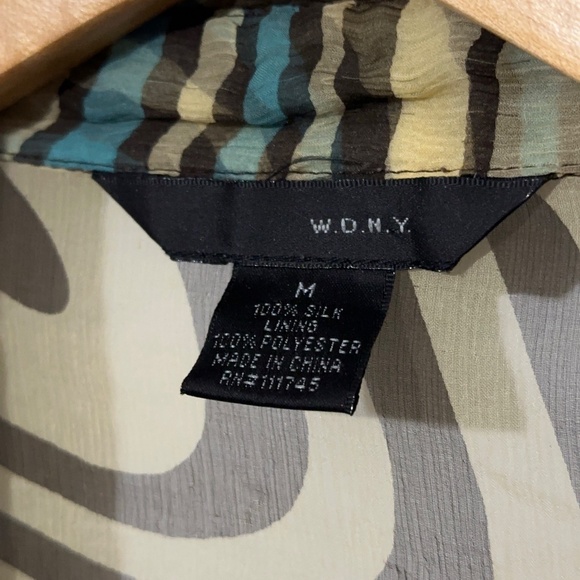 W.D.N.Y.
M
100% SILK
LINING
100% POLYESTER
MADE IN CHINA
RN#111745